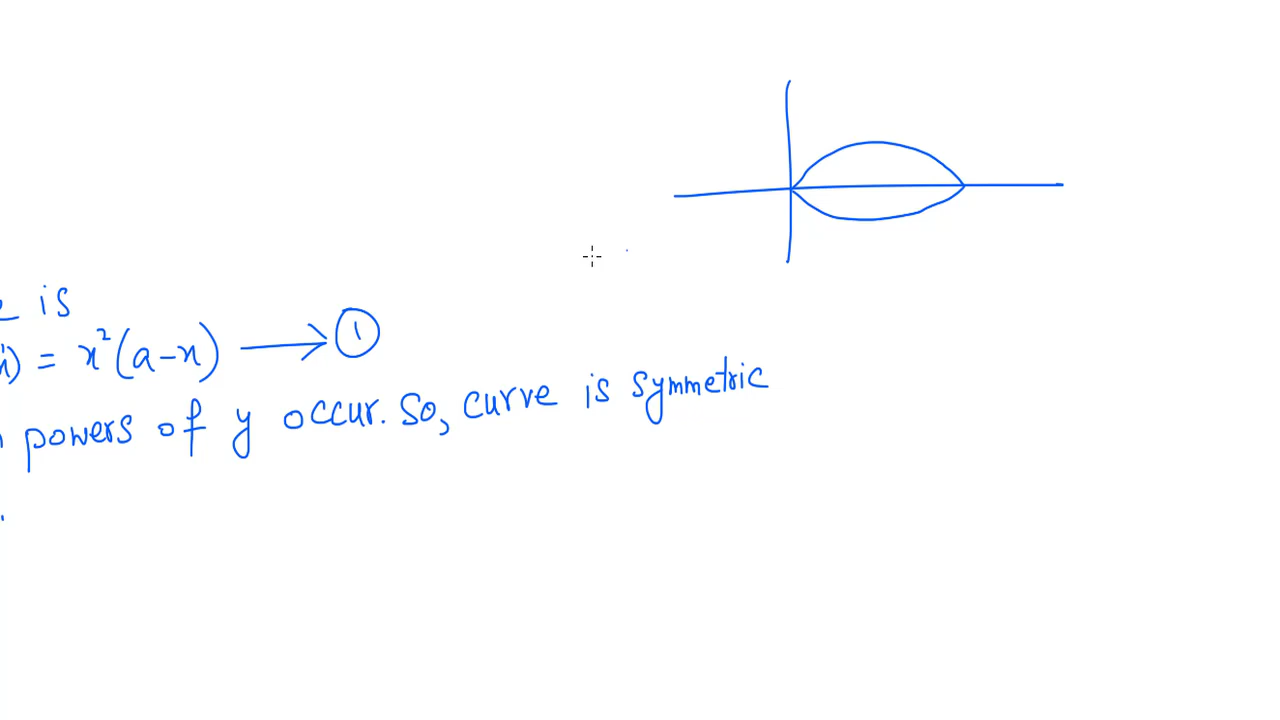 is
x) = x²(a-x) → ①
powers of y occur. So, curve is symmetric